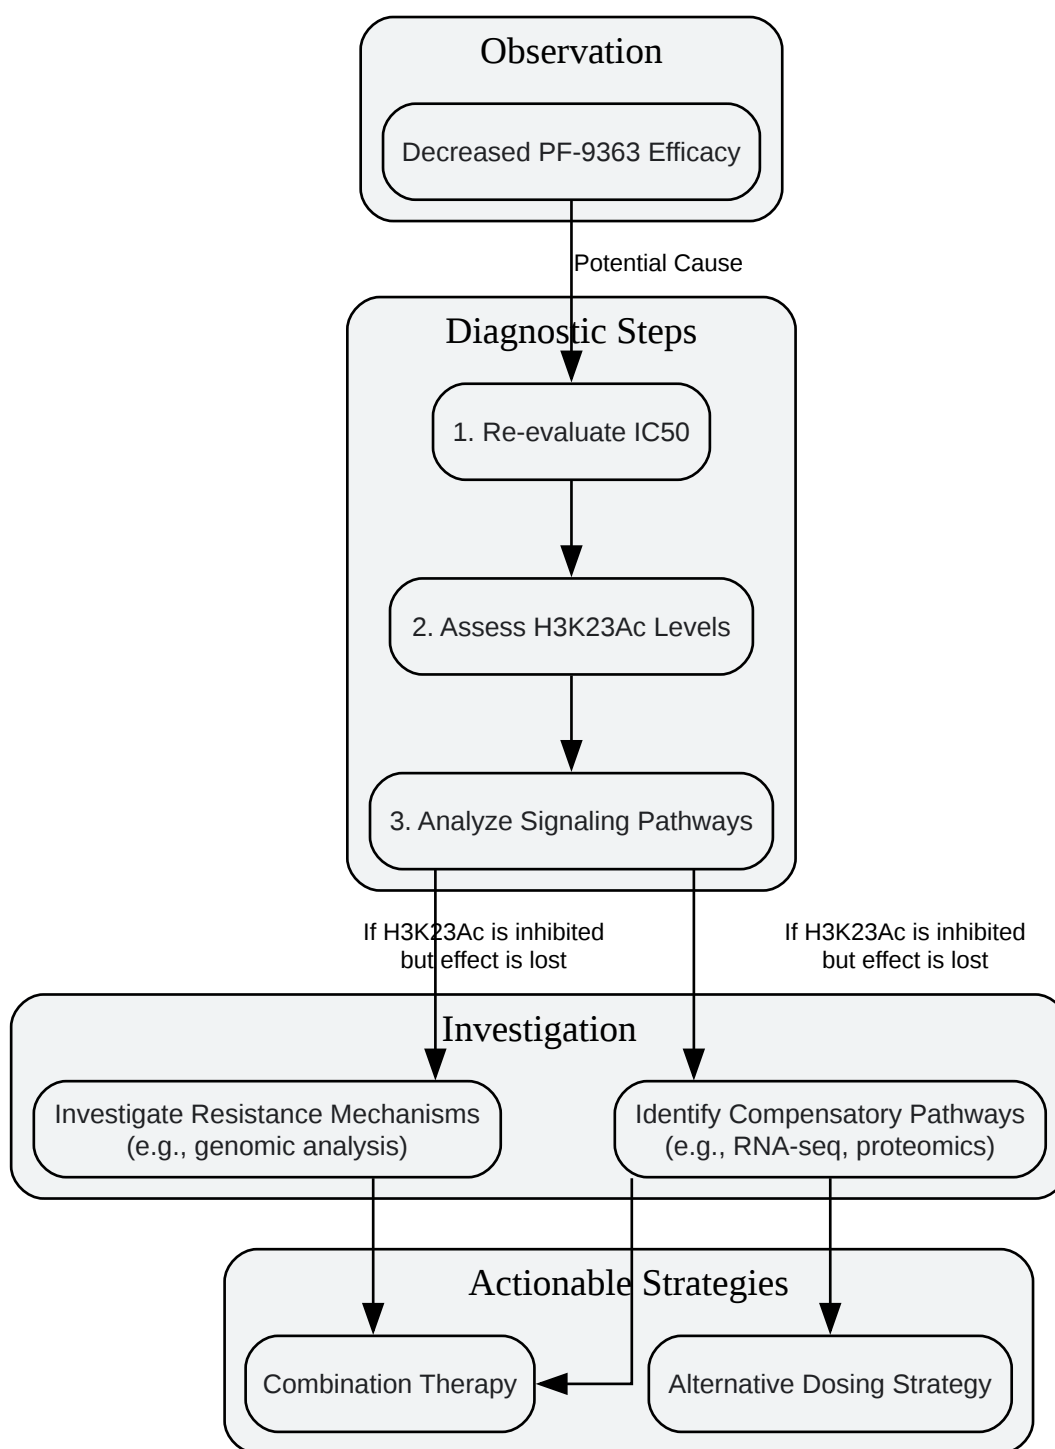 Observation
Decreased PF-9363 Efficacy
Potential Cause
Diagnostic Steps
1. Re-evaluate IC50
2. Assess H3K23Ac Levels
3. Analyze Signaling Pathways
If H3K23Ac is inhibited
but effect is lost
If H3K23Ac is inhibited
but effect is lost
Investigation
Investigate Resistance Mechanisms
(e.g., genomic analysis)
Identify Compensatory Pathways
(e.g., RNA-seq, proteomics)
Actionable Strategies
Combination Therapy
Alternative Dosing Strategy